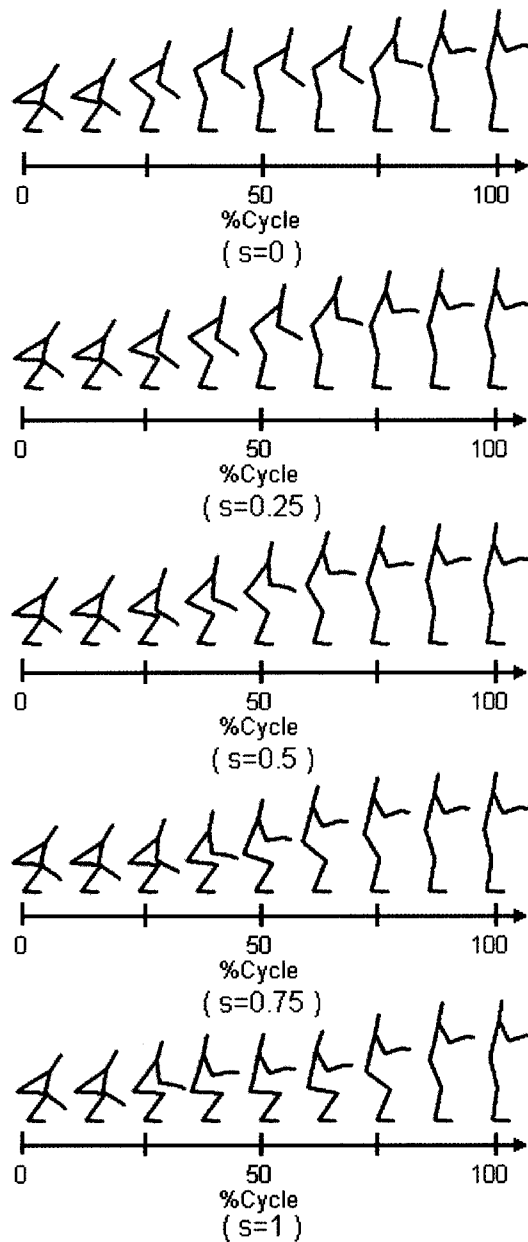 0 50 100
%Cycle
( s=0 )
0 50 100
%Cycle
( s=0.25 )
0 50 100
%Cycle
( s=0.5 )
0 50 100
%Cycle
( s=0.75 )
0 50 100
%Cycle
( s=1 )